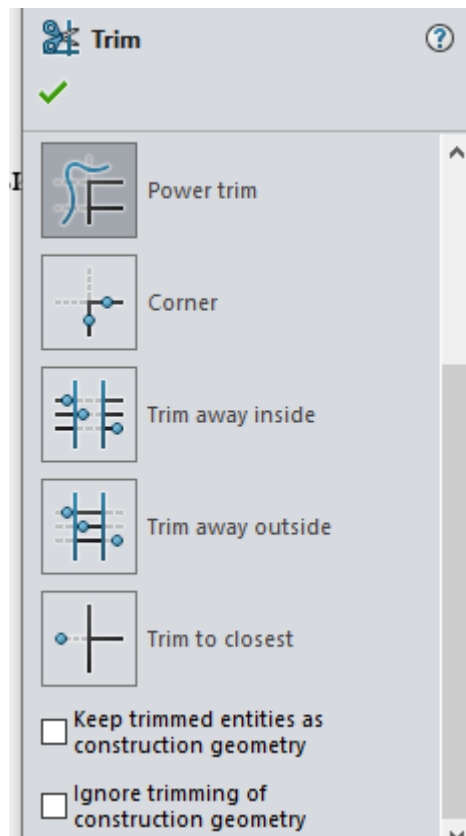 Trim
Power trim
Corner
Trim away inside
Trim away outside
Trim to closest
Keep trimmed entities as
construction geometry
Ignore trimming of
construction geometry